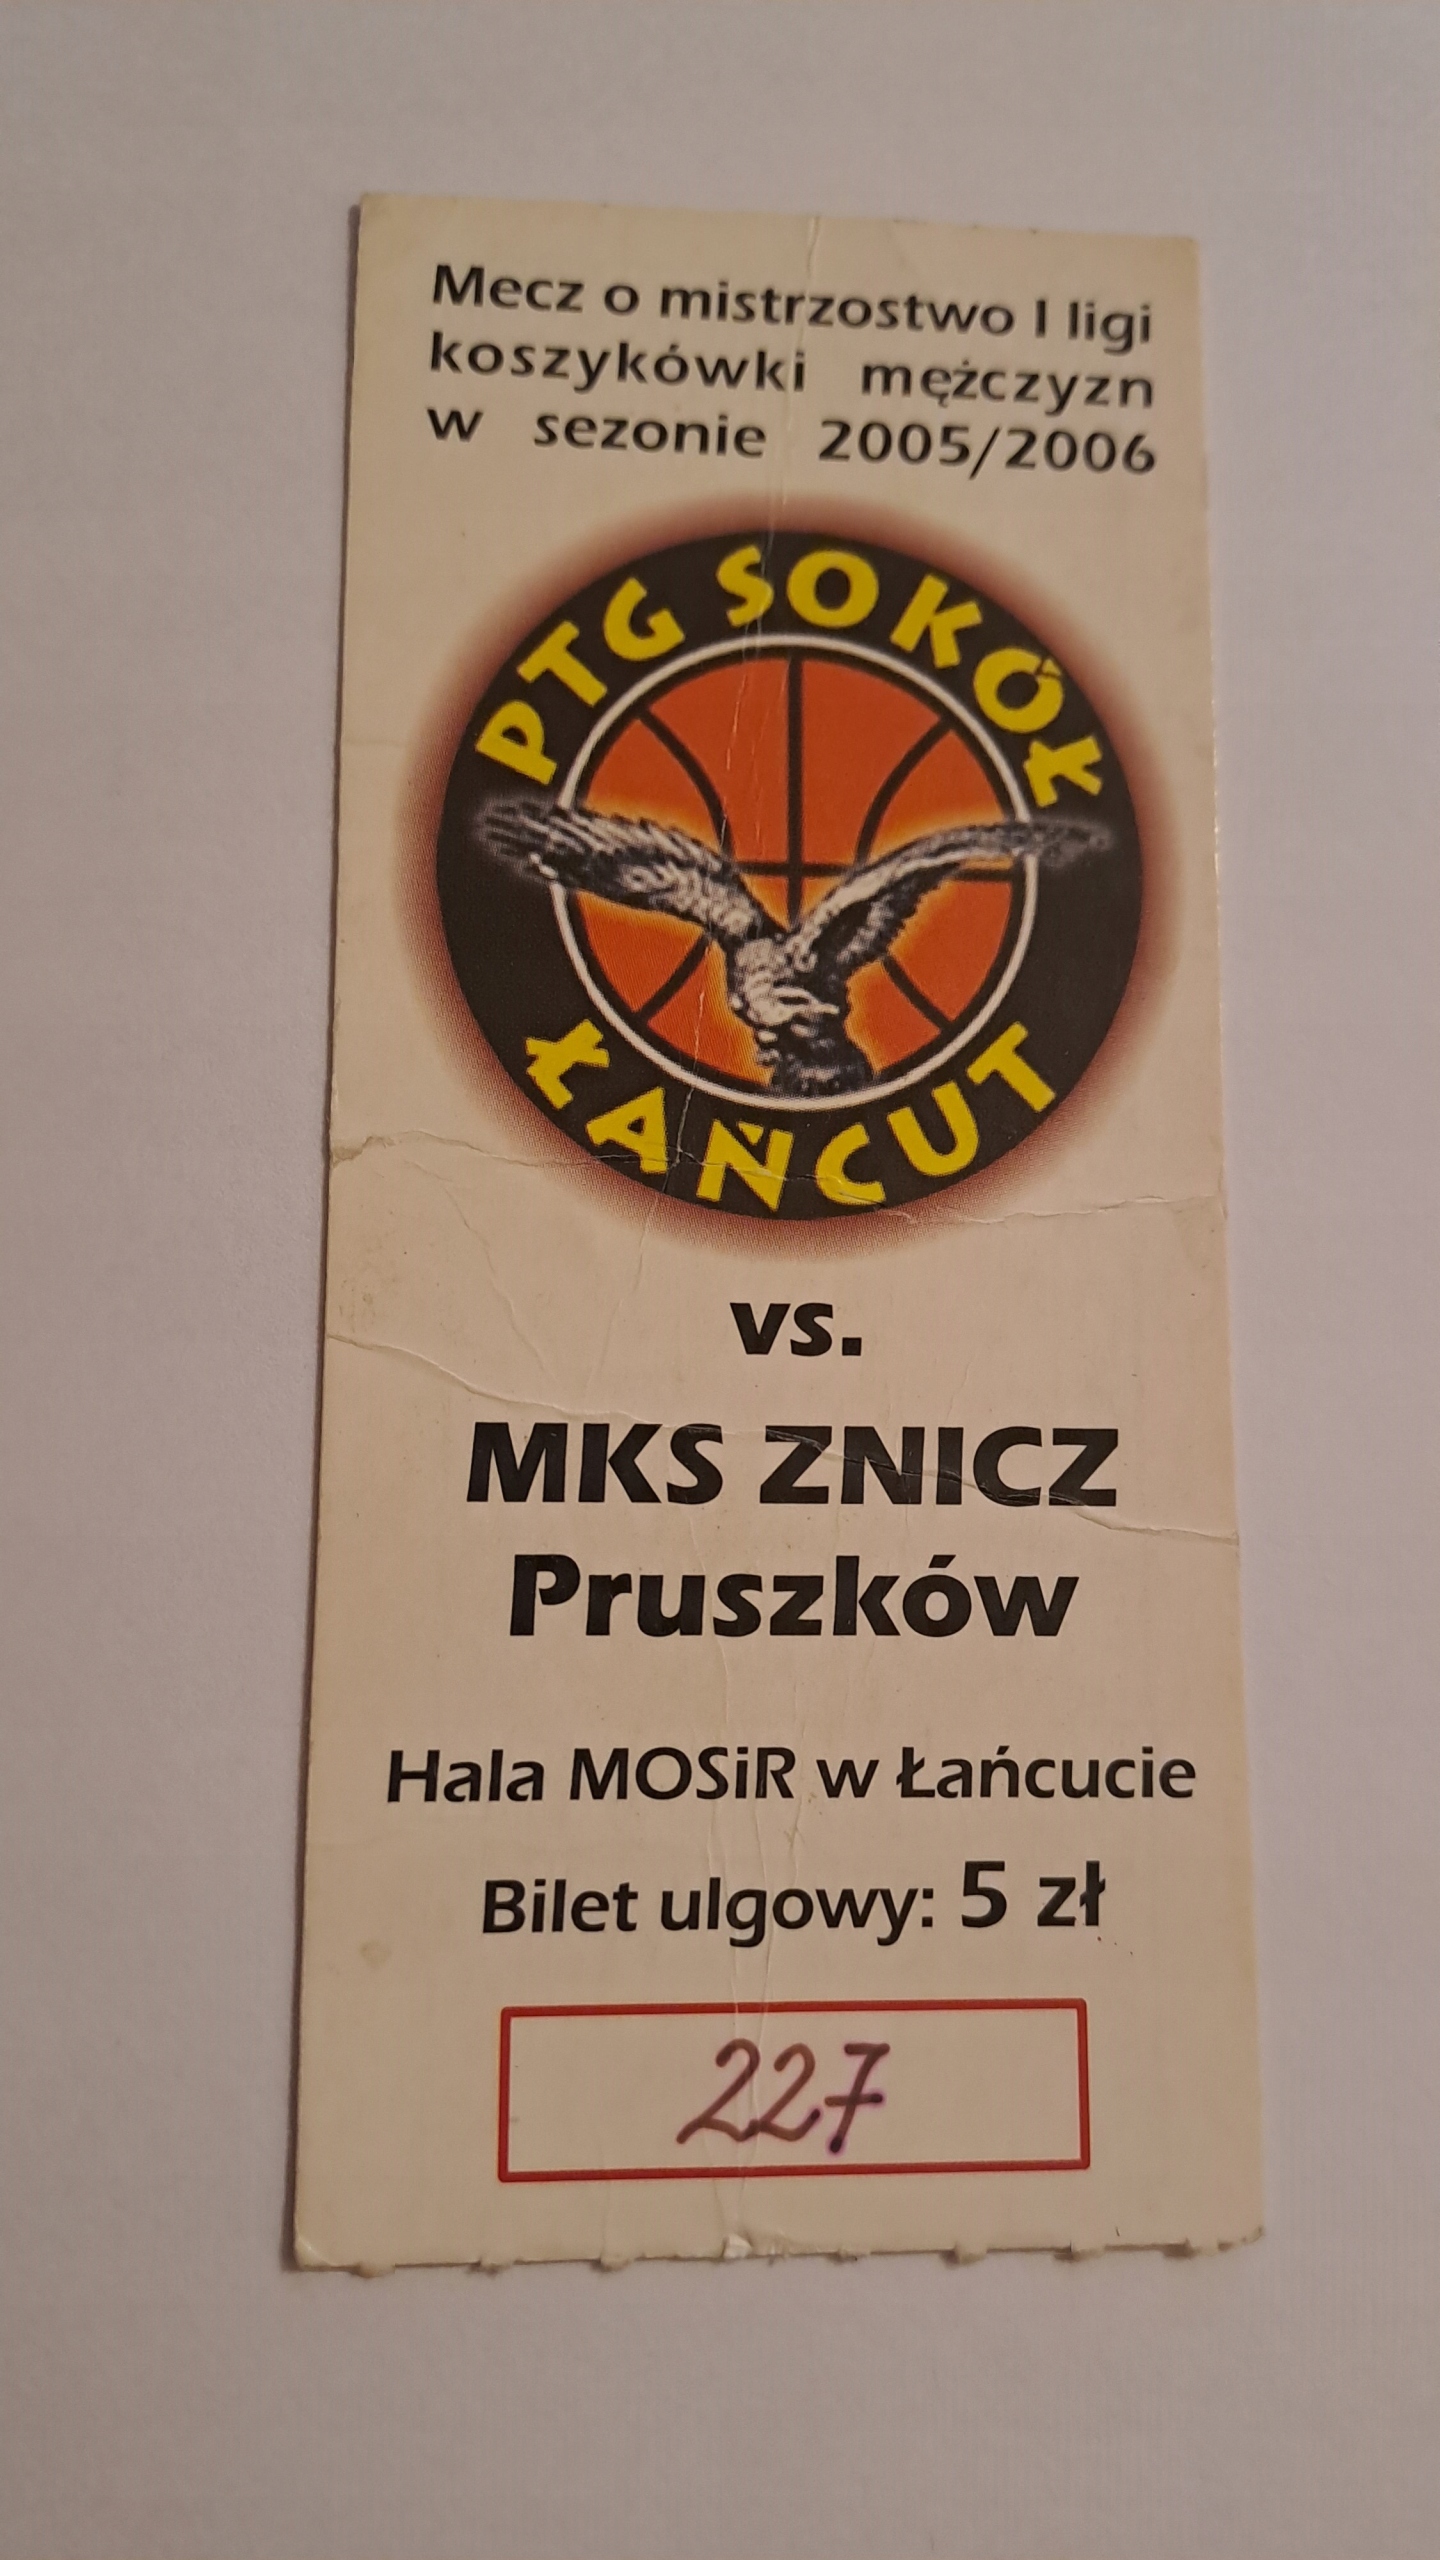 Mecz o mistrzostwo I ligi
koszykówki mężczyzn
w sezonie 2005/2006
PTG SOKÓŁ
ŁAŃCUT
vs.
MKS ZNICZ
Pruszków
Hala MOSiR w Łańcucie
Bilet ulgowy: 5 zł
227